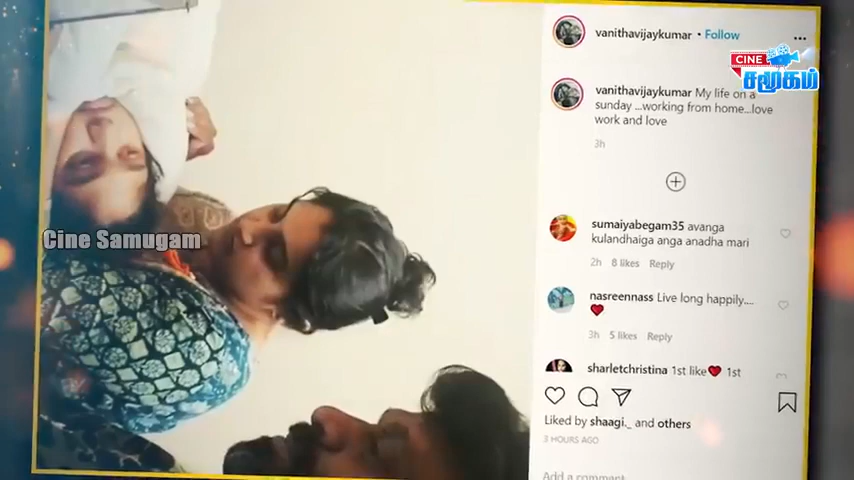 vanithavijaykumar • Follow
CINE
சமூகம்
vanithavijaykumar My life on a
sunday ...working from home...love
work and love
3h
sumaiyabegam35 avanga
kulandhaiga anga anadha mari
2h 8 likes Reply
nasreennass Live long happily....
❤
3h 5 likes Reply
sharletchristina 1st like❤ 1st
Liked by shaagi._ and others
3 HOURS AGO
Add a comment
Cine Samugam